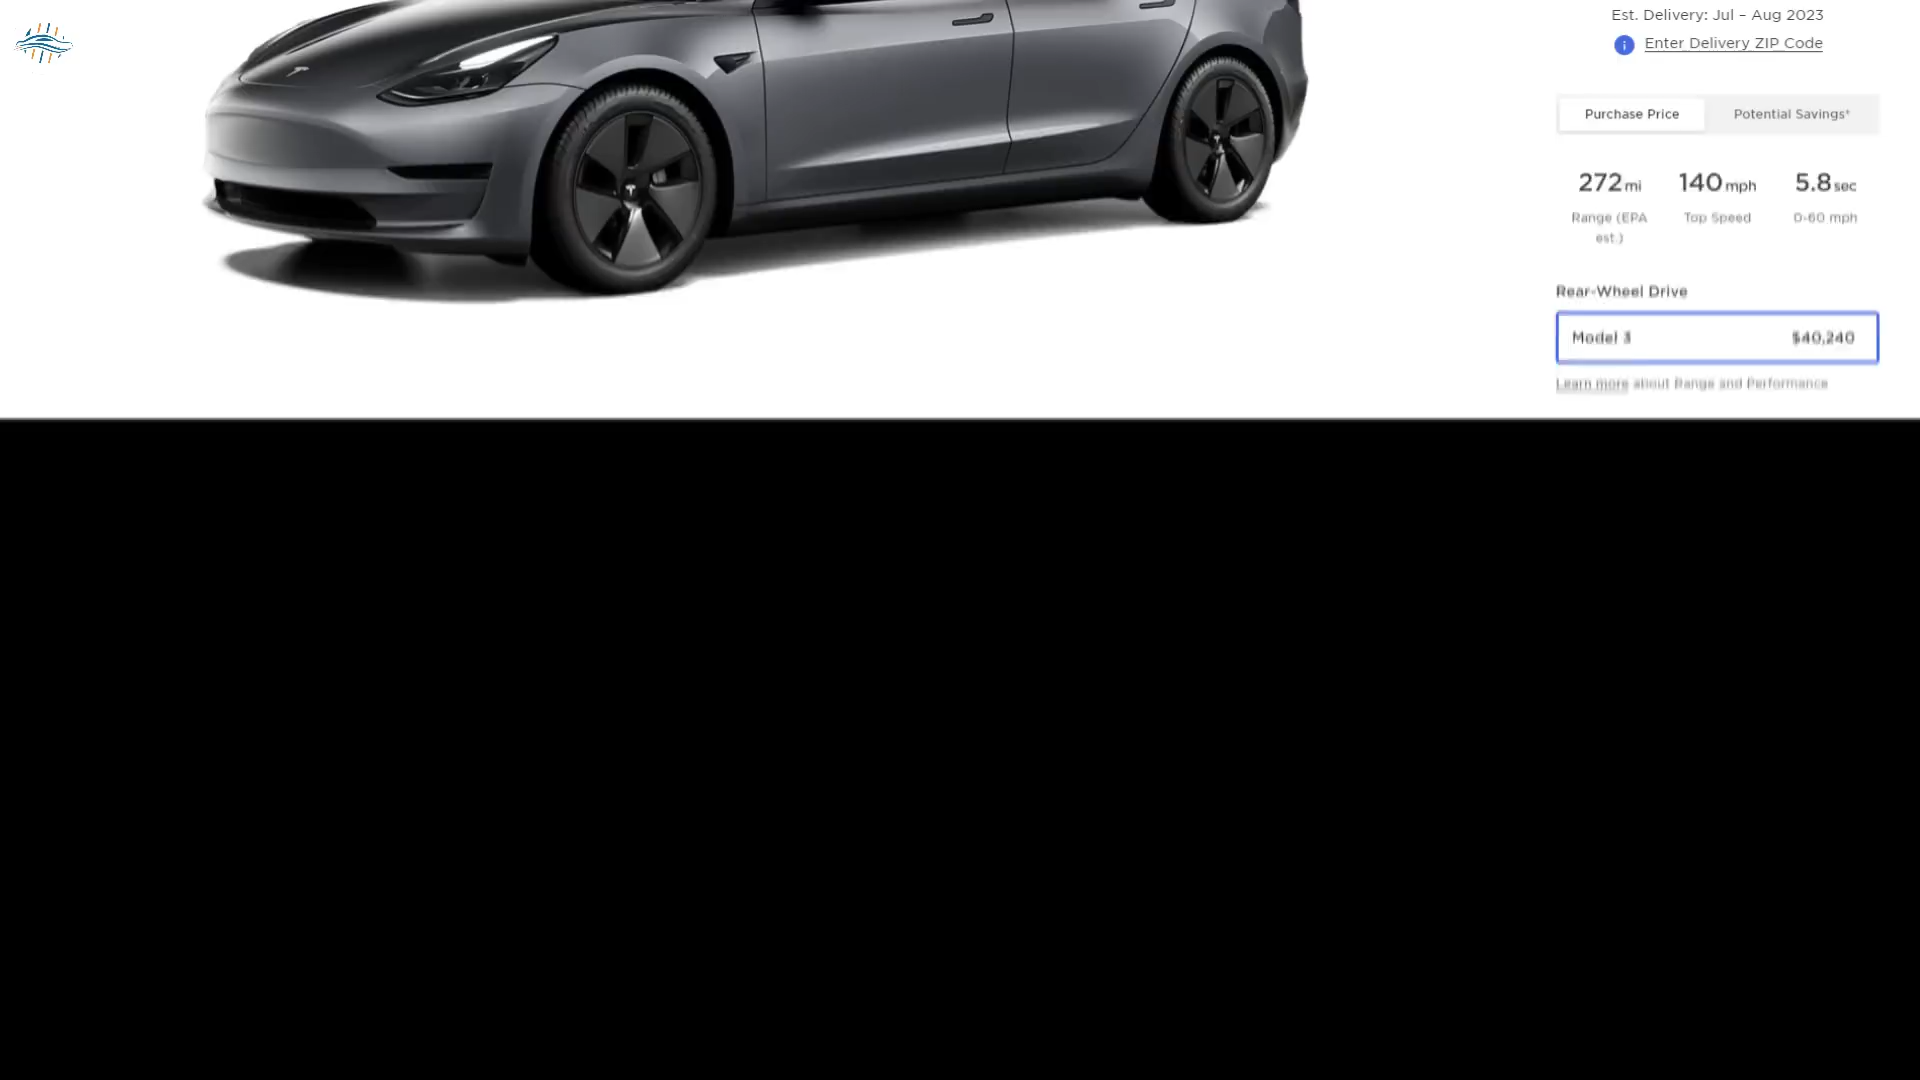 Est. Delivery: Jul – Aug 2023
Enter Delivery ZIP Code
Purchase Price
Potential Savings*
272 mi
140 mph
5.8 sec
Range (EPA est.)
Top Speed
0-60 mph
Rear-Wheel Drive
Model 3
$40,240
Learn more about Range and Performance